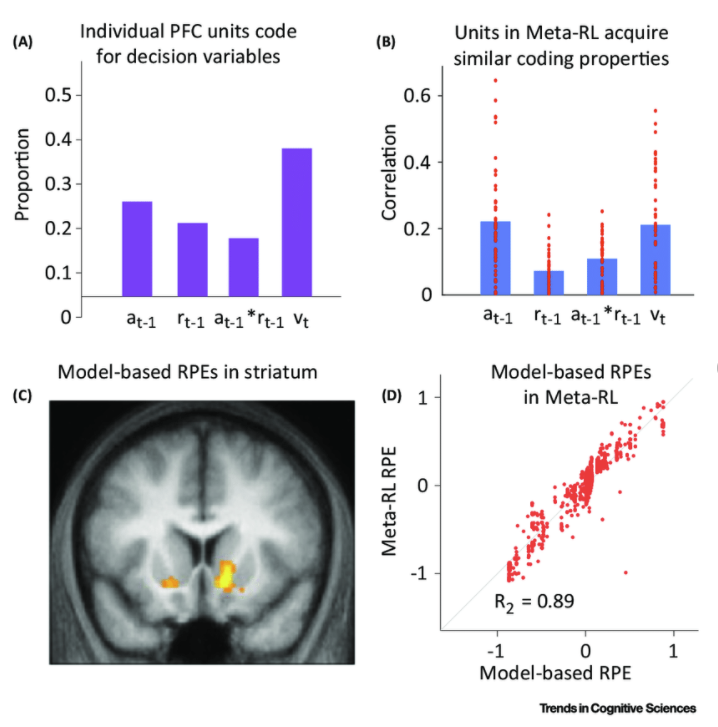 (A)
Individual PFC units code
for decision variables
Proportion
0.5
0.4
0.3
0.2
0.1
0
at-1 rt-1 at-1*rt-1 vt
(B)
Units in Meta-RL acquire
similar coding properties
Correlation
0.6
0.4
0.2
0
at-1 rt-1 at-1*rt-1 vt
Model-based RPEs in striatum
(C)
(D)
Model-based RPEs
in Meta-RL
Meta-RL RPE
1
0
-1
R2 = 0.89
-1 0 1
Model-based RPE
Trends in Cognitive Sciences